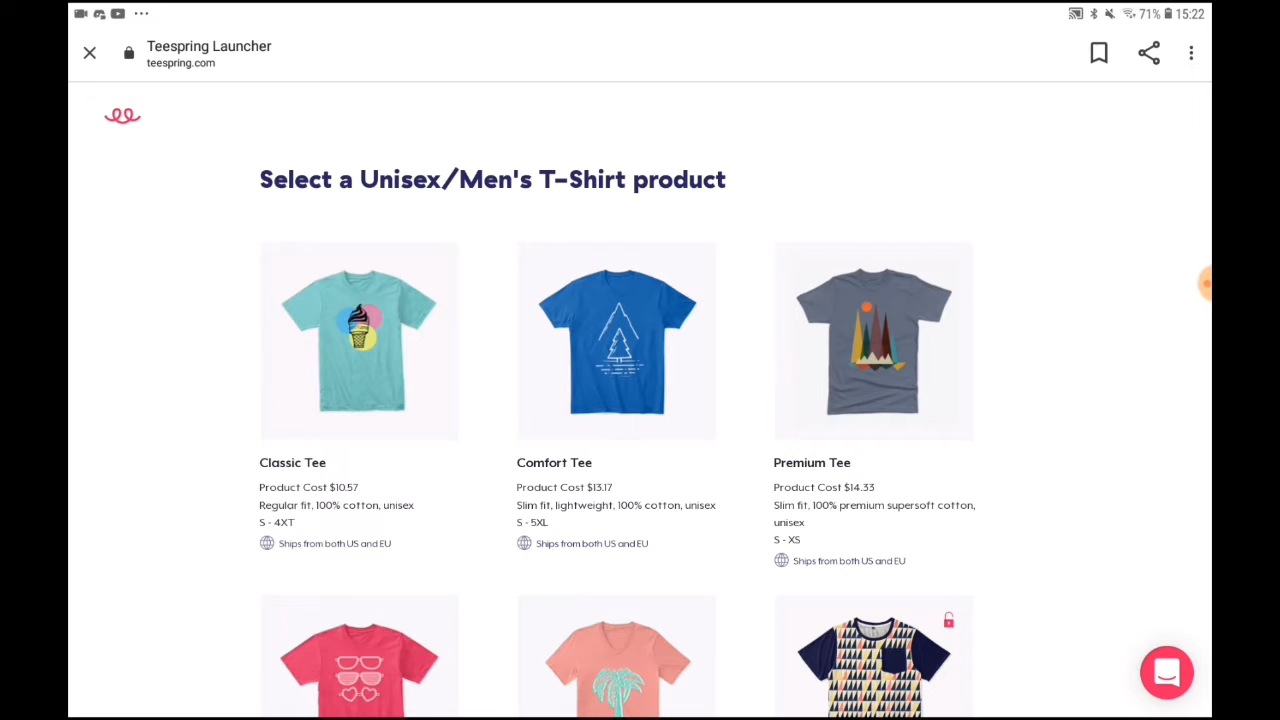 71% 15:22
Teespring Launcher
teespring.com
Select a Unisex/Men's T-Shirt product
Classic Tee
Product Cost $10.57
Regular fit, 100% cotton, unisex
S - 4XT
Ships from both US and EU
Comfort Tee
Product Cost $13.17
Slim fit, lightweight, 100% cotton, unisex
S - 5XL
Ships from both US and EU
Premium Tee
Product Cost $14.33
Slim fit, 100% premium supersoft cotton,
unisex
S - XS
Ships from both US and EU